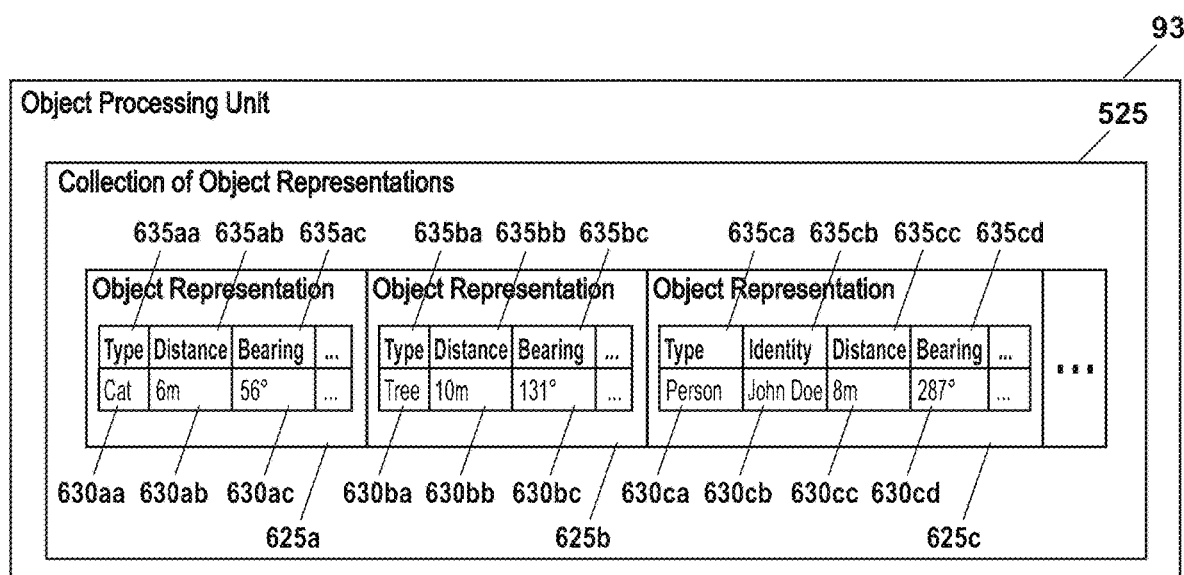 93
Object Processing Unit
525
Collection of Object Representations
635aa 635ab 635ac 635ba 635bb 635bc 635ca 635cb 635cc 635cd
Object Representation Object Representation Object Representation
Type Distance Bearing ... Type Distance Bearing ... Type Identity Distance Bearing ...
...
Cat 6m 56° ... Tree 10m 131° ... Person John Doe 8m 287° ...
630aa 630ab 630ac 630ba 630bb 630bc 630ca 630cb 630cc 630cd
625a 625b 625c